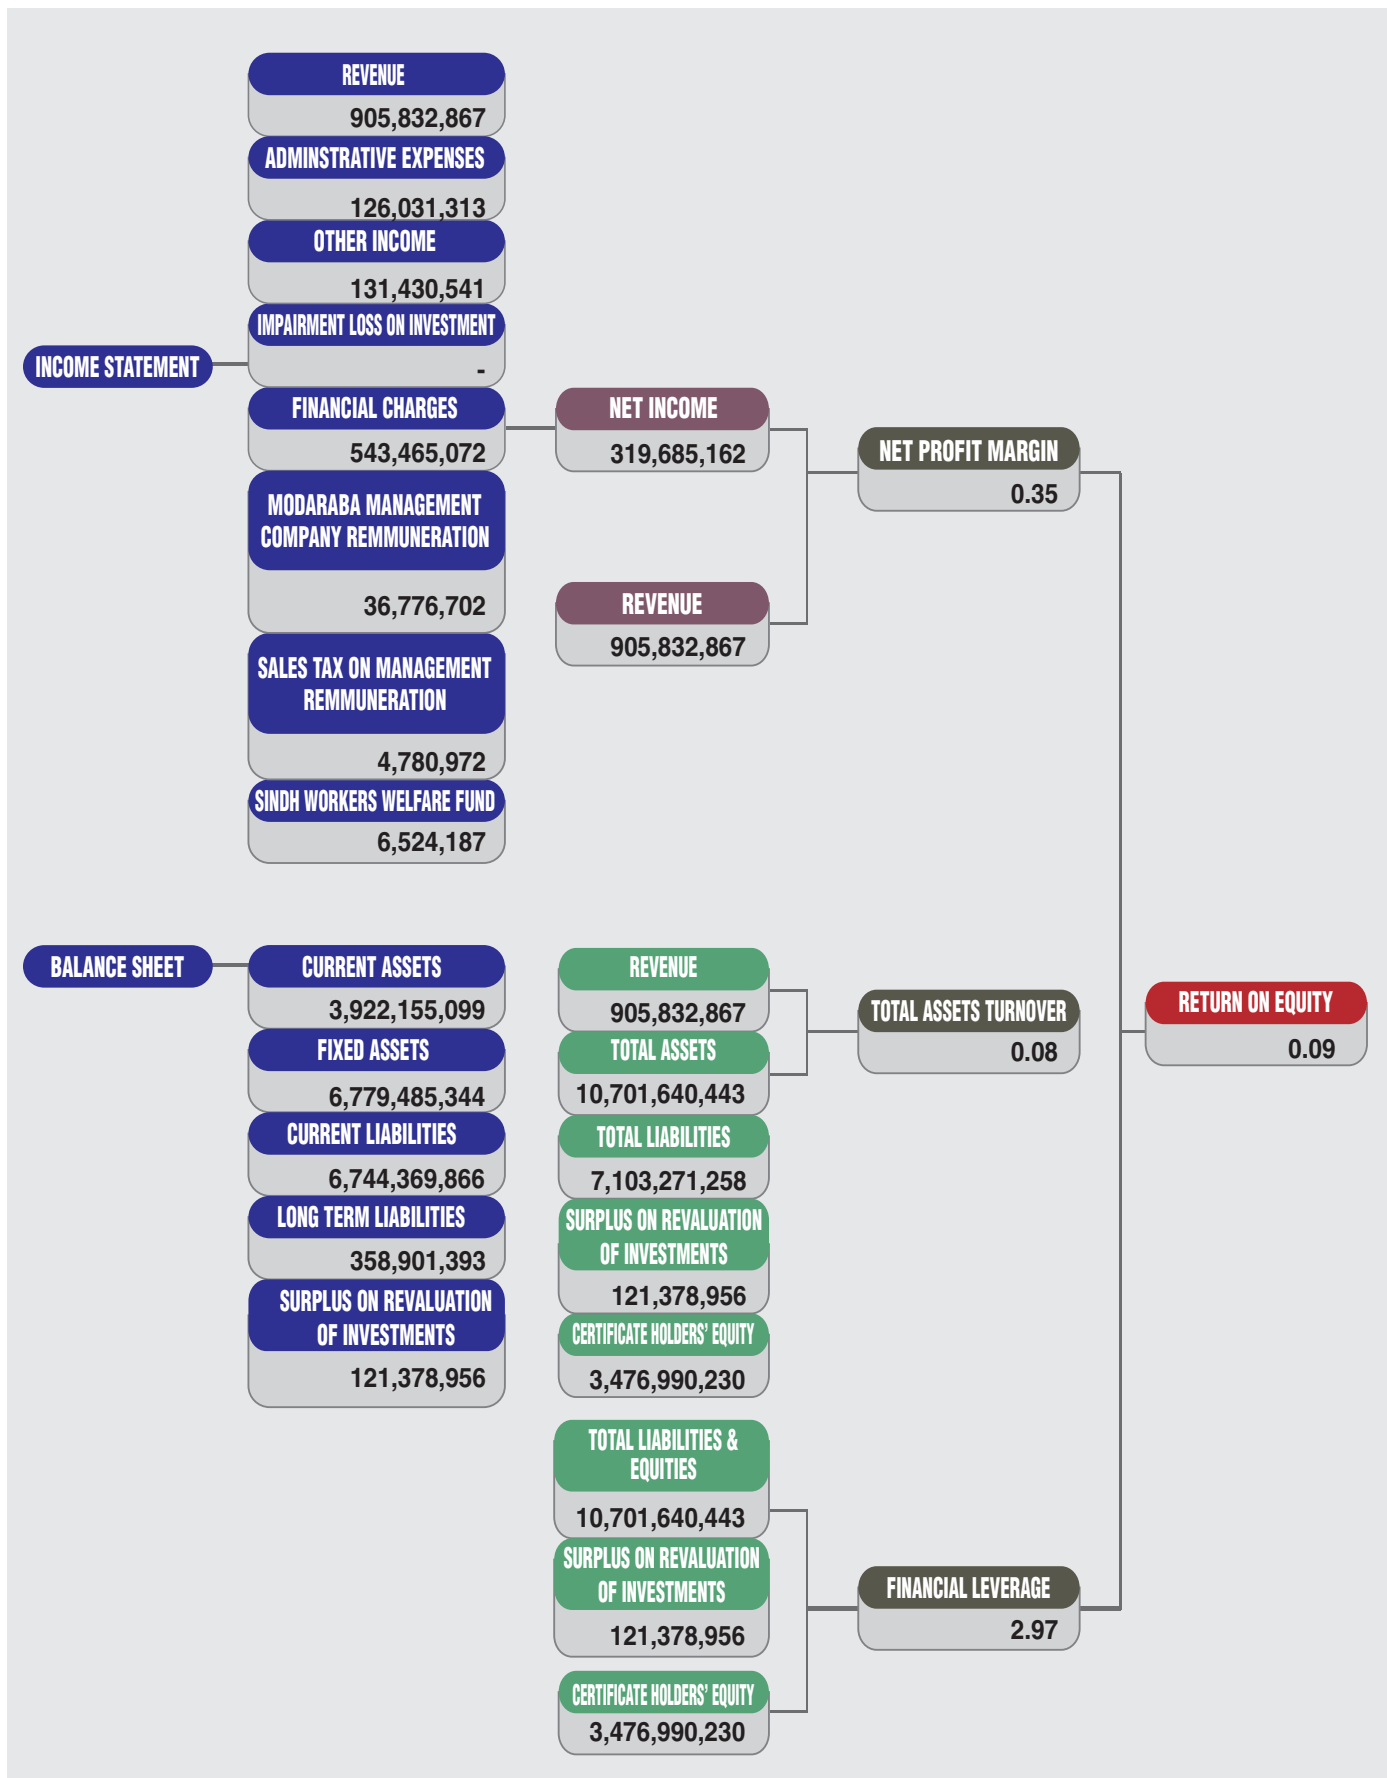 REVENUE
905,832,867
ADMINSTRATIVE EXPENSES
126,031,313
OTHER INCOME
131,430,541
IMPAIRMENT LOSS ON INVESTMENT
-
INCOME STATEMENT
FINANCIAL CHARGES
543,465,072
MODARABA MANAGEMENT
COMPANY REMMUNERATION
36,776,702
SALES TAX ON MANAGEMENT
REMMUNERATION
4,780,972
SINDH WORKERS WELFARE FUND
6,524,187
NET INCOME
319,685,162
REVENUE
905,832,867
NET PROFIT MARGIN
0.35
BALANCE SHEET
CURRENT ASSETS
3,922,155,099
FIXED ASSETS
6,779,485,344
CURRENT LIABILITIES
6,744,369,866
LONG TERM LIABILITIES
358,901,393
SURPLUS ON REVALUATION
OF INVESTMENTS
121,378,956
REVENUE
905,832,867
TOTAL ASSETS
10,701,640,443
TOTAL LIABILITIES
7,103,271,258
SURPLUS ON REVALUATION
OF INVESTMENTS
121,378,956
CERTIFICATE HOLDERS' EQUITY
3,476,990,230
TOTAL LIABILITIES &
EQUITIES
10,701,640,443
SURPLUS ON REVALUATION
OF INVESTMENTS
121,378,956
CERTIFICATE HOLDERS' EQUITY
3,476,990,230
TOTAL ASSETS TURNOVER
0.08
FINANCIAL LEVERAGE
2.97
RETURN ON EQUITY
0.09